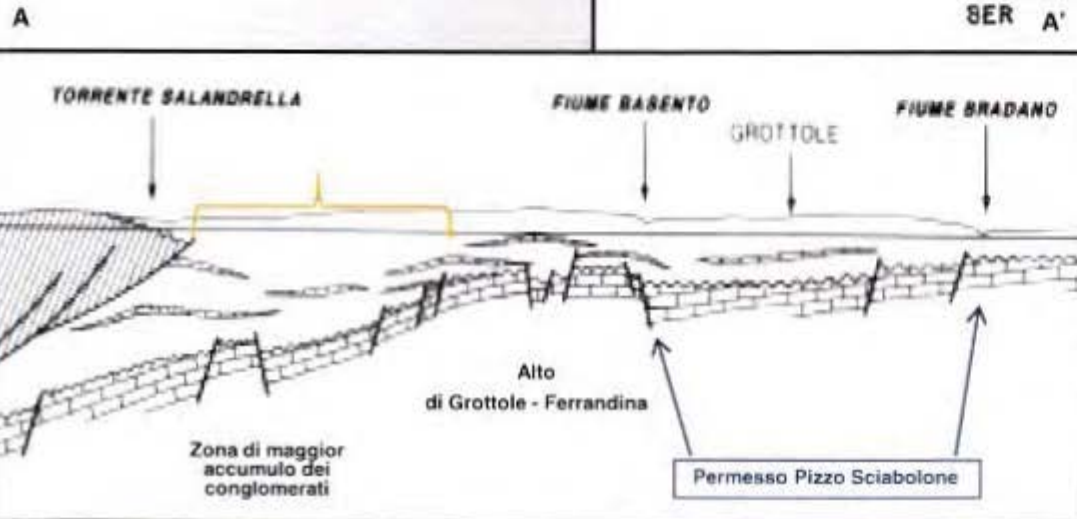 A
SER A'
TORRENTE SALANDRELLA
FIUME BASENTO
GROTTOLE
FIUME BRADANO
Alto
di Grottole - Ferrandina
Zona di maggior
accumulo dei
conglomerati
Permesso Pizzo Sciabolone